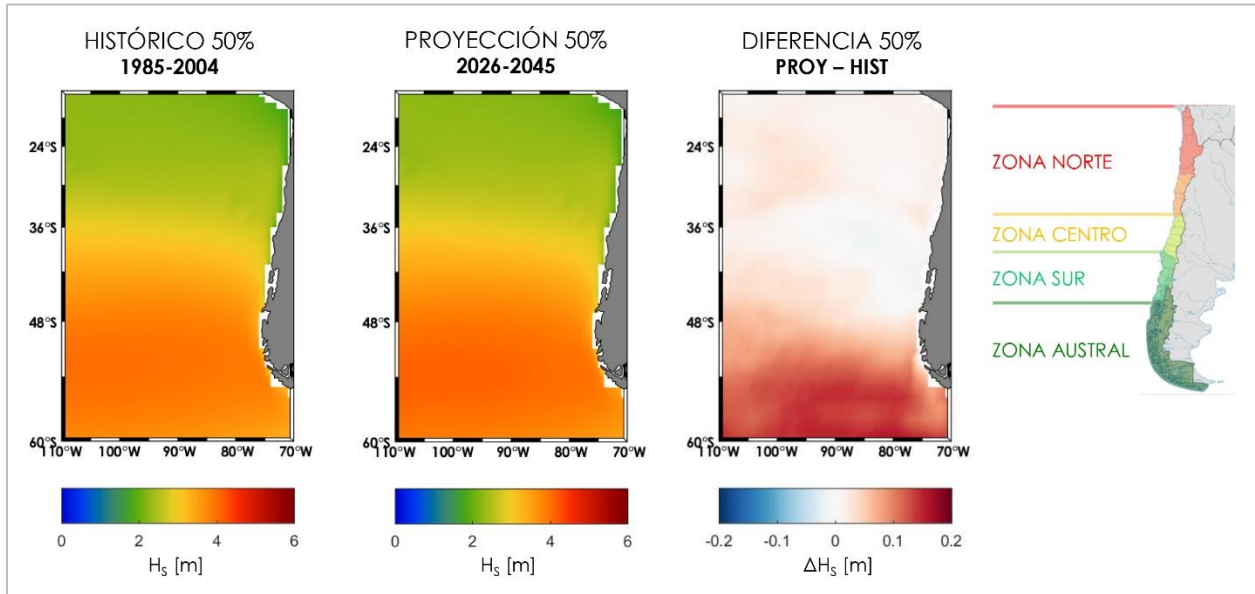 HISTÓRICO 50%
1985-2004
PROYECCIÓN 50%
2026-2045
DIFERENCIA 50%
PROY – HIST
24°S
36°S
48°S
60°S
110°W 100°W 90°W 80°W 70°W
24°S
36°S
48°S
60°S
110°W 100°W 90°W 80°W 70°W
24°S
36°S
48°S
60°S
110°W 100°W 90°W 80°W 70°W
0 2 4 6
HS [m]
0 2 4 6
HS [m]
-0.2 -0.1 0 0.1 0.2
ΔHS [m]
ZONA NORTE
ZONA CENTRO
ZONA SUR
ZONA AUSTRAL